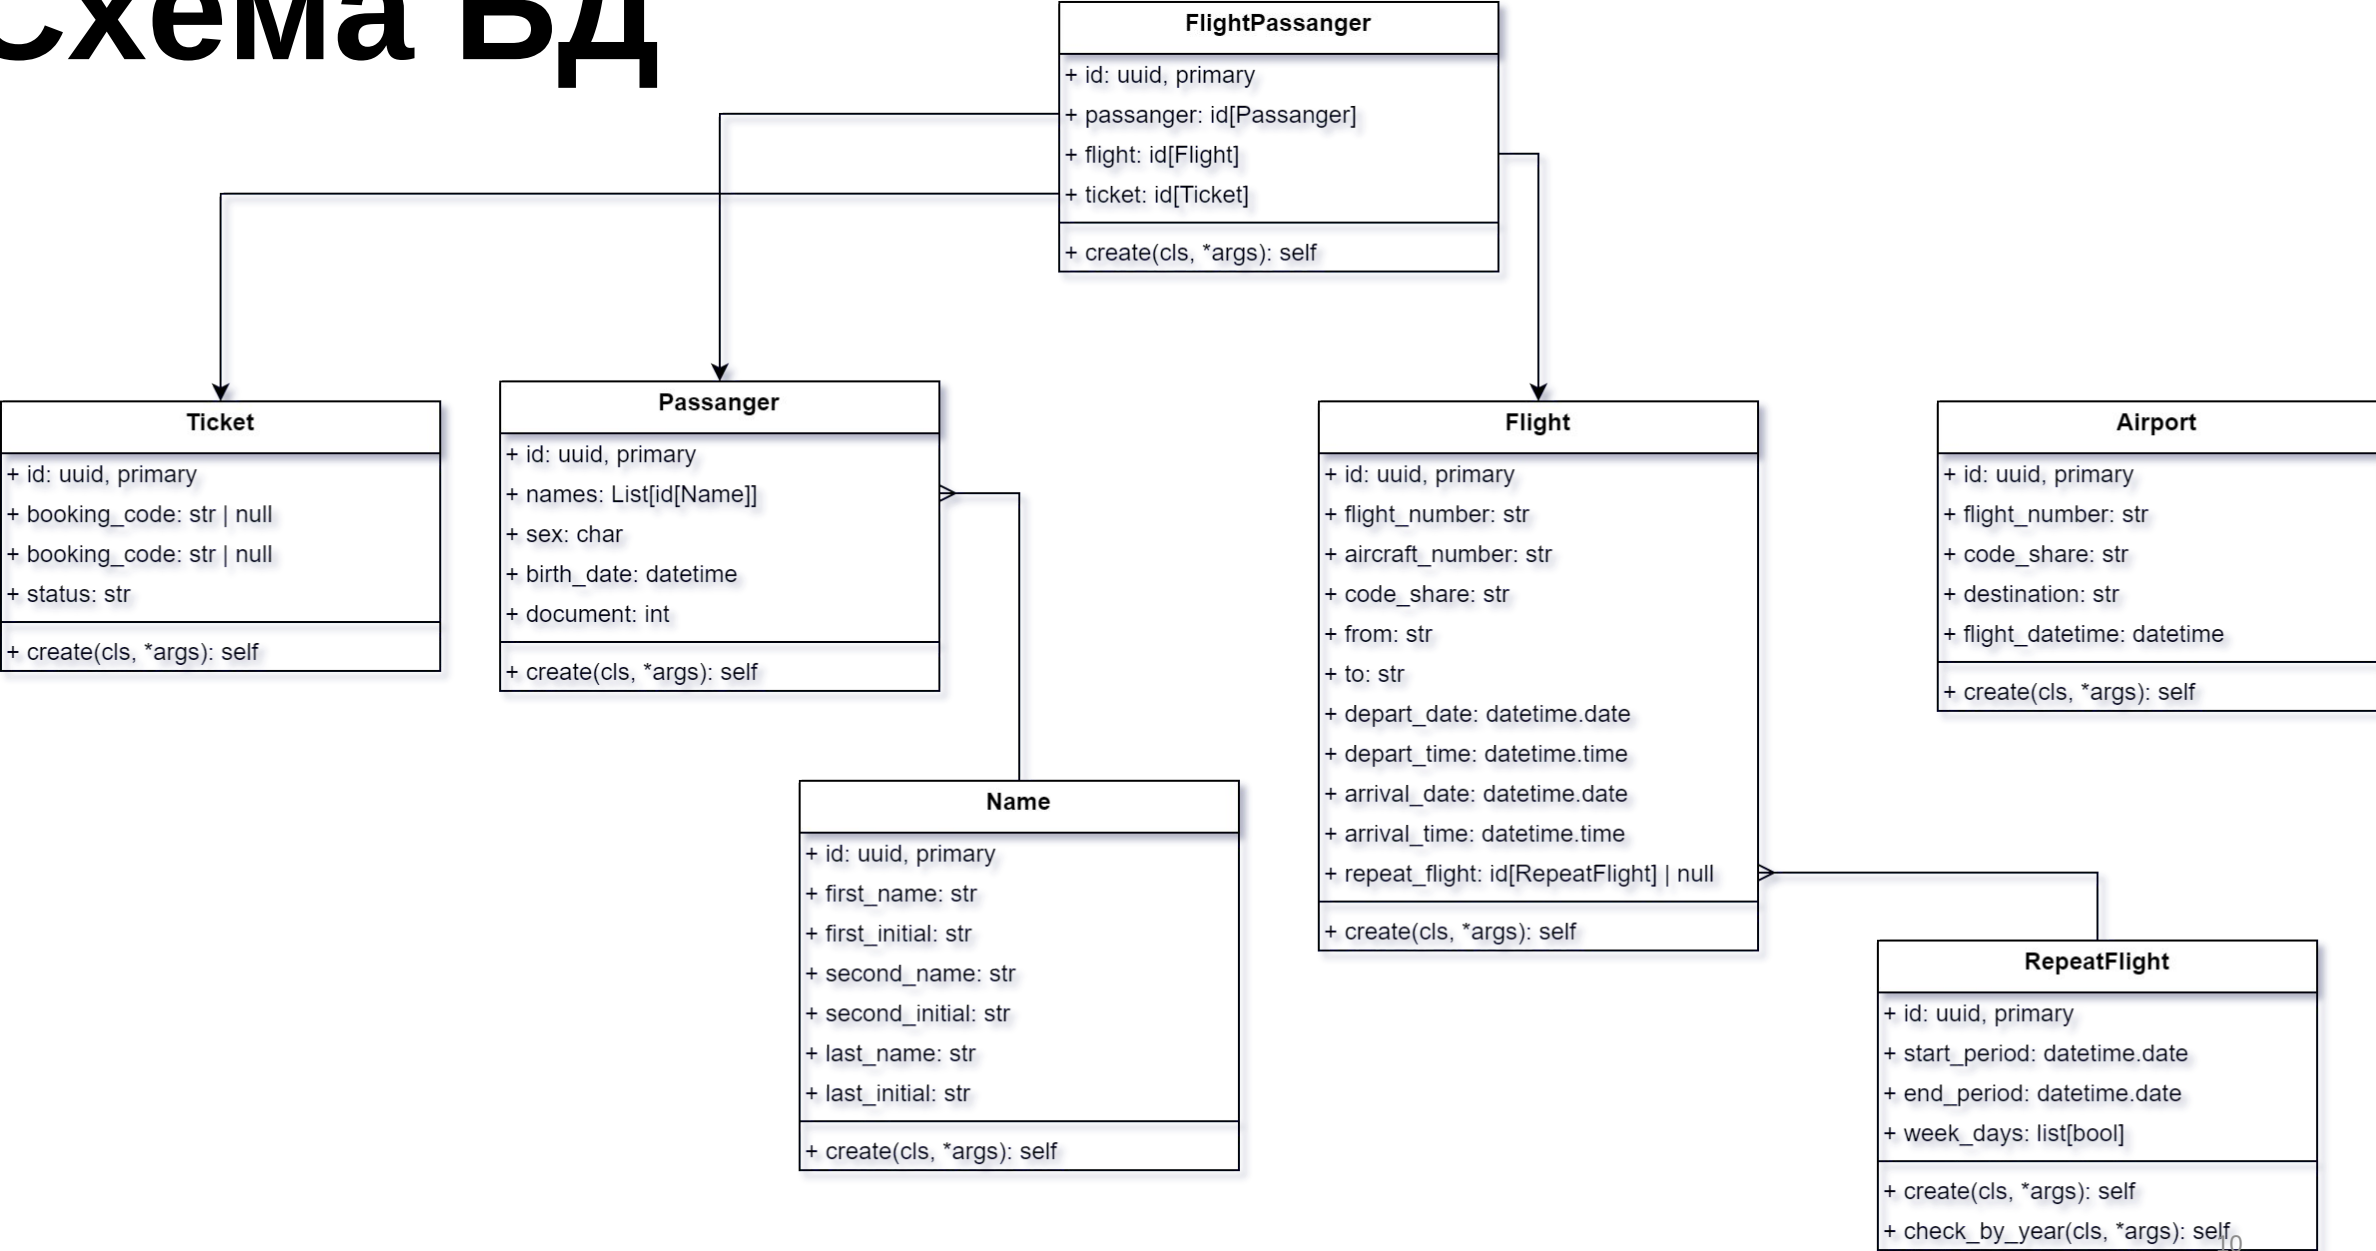 Схема БД
FlightPassanger
+ id: uuid, primary
+ passanger: id[Passanger]
+ flight: id[Flight]
+ ticket: id[Ticket]
+ create(cls, *args): self
Ticket
+ id: uuid, primary
+ booking_code: str | null
+ booking_code: str | null
+ status: str
+ create(cls, *args): self
Passanger
+ id: uuid, primary
+ names: List[id[Name]]
+ sex: char
+ birth_date: datetime
+ document: int
+ create(cls, *args): self
Name
+ id: uuid, primary
+ first_name: str
+ first_initial: str
+ second_name: str
+ second_initial: str
+ last_name: str
+ last_initial: str
+ create(cls, *args): self
Flight
+ id: uuid, primary
+ flight_number: str
+ aircraft_number: str
+ code_share: str
+ from: str
+ to: str
+ depart_date: datetime.date
+ depart_time: datetime.time
+ arrival_date: datetime.date
+ arrival_time: datetime.time
+ repeat_flight: id[RepeatFlight] | null
+ create(cls, *args): self
Airport
+ id: uuid, primary
+ flight_number: str
+ code_share: str
+ destination: str
+ flight_datetime: datetime
+ create(cls, *args): self
RepeatFlight
+ id: uuid, primary
+ start_period: datetime.date
+ end_period: datetime.date
+ week_days: list[bool]
+ create(cls, *args): self
+ check_by_year(cls, *args): self
10